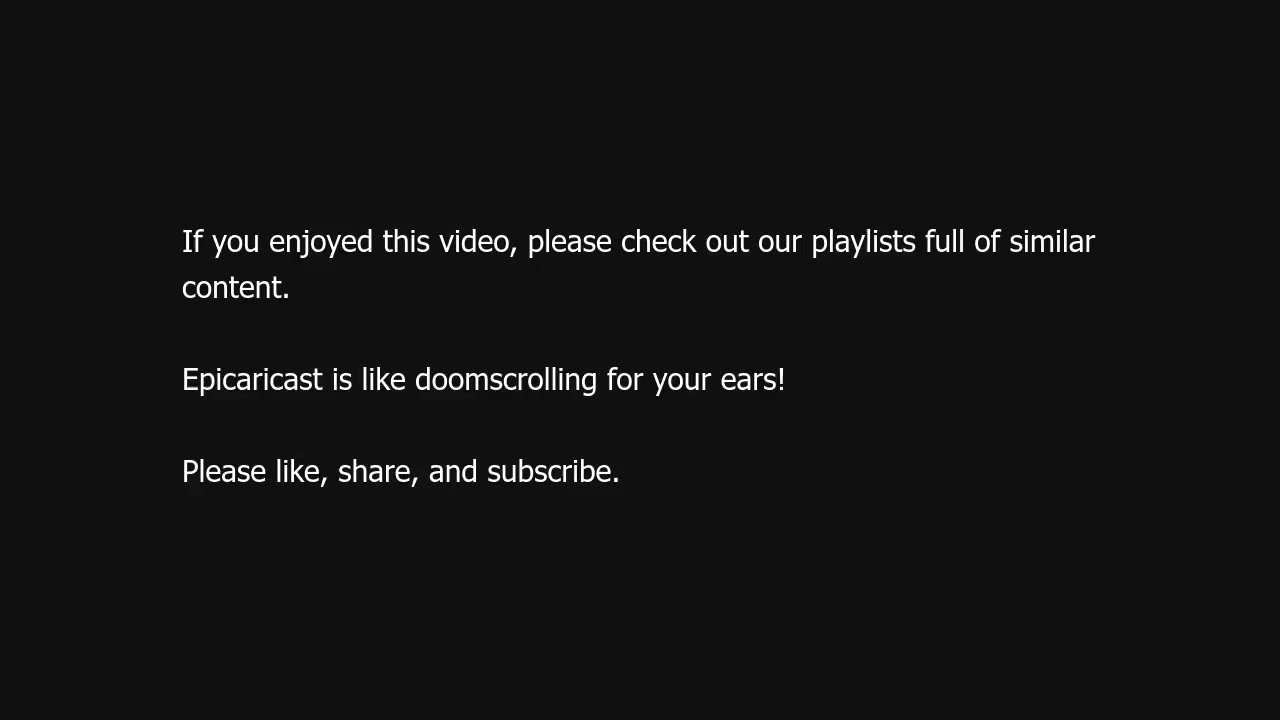 If you enjoyed this video, please check out our playlists full of similar
content.
Epicaricast is like doomscrolling for your ears!
Please like, share, and subscribe.